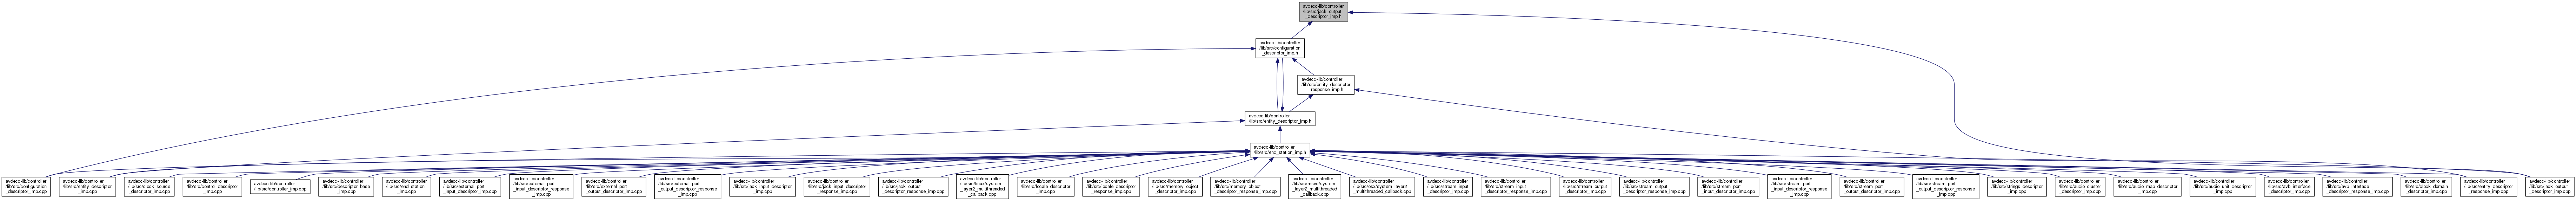 avdecc-lib/controller
/lib/src/jack_output
_descriptor_imp.h
avdecc-lib/controller
/lib/src/configuration
_descriptor_imp.h
avdecc-lib/controller
/lib/src/entity_descriptor
_response_imp.h
avdecc-lib/controller
/lib/src/entity_descriptor_imp.h
avdecc-lib/controller
/lib/src/end_station_imp.h
avdecc-lib/controller
/lib/src/configuration
_descriptor_imp.cpp
avdecc-lib/controller
/lib/src/entity_descriptor
_imp.cpp
avdecc-lib/controller
/lib/src/clock_source
_descriptor_imp.cpp
avdecc-lib/controller
/lib/src/control_descriptor
_imp.cpp
avdecc-lib/controller
/lib/src/controller_imp.cpp
avdecc-lib/controller
/lib/src/descriptor_base
_imp.cpp
avdecc-lib/controller
/lib/src/end_station
_imp.cpp
avdecc-lib/controller
/lib/src/external_port
_input_descriptor_imp.cpp
avdecc-lib/controller
/lib/src/external_port
_input_descriptor_response
_imp.cpp
avdecc-lib/controller
/lib/src/external_port
_output_descriptor_imp.cpp
avdecc-lib/controller
/lib/src/external_port
_output_descriptor_response
_imp.cpp
avdecc-lib/controller
/lib/src/jack_input_descriptor
_imp.cpp
avdecc-lib/controller
/lib/src/jack_input_descriptor
_response_imp.cpp
avdecc-lib/controller
/lib/src/jack_output
_descriptor_response_imp.cpp
avdecc-lib/controller
/lib/src/linux/system
_layer2_multithreaded
_callback.cpp
avdecc-lib/controller
/lib/src/locale_descriptor
_imp.cpp
avdecc-lib/controller
/lib/src/locale_descriptor
_response_imp.cpp
avdecc-lib/controller
/lib/src/memory_object
_descriptor_imp.cpp
avdecc-lib/controller
/lib/src/memory_object
_descriptor_response_imp.cpp
avdecc-lib/controller
/lib/src/msvc/system
_layer2_multithreaded
_callback.cpp
avdecc-lib/controller
/lib/src/osx/system_layer2
_multithreaded_callback.cpp
avdecc-lib/controller
/lib/src/stream_input
_descriptor_imp.cpp
avdecc-lib/controller
/lib/src/stream_input
_descriptor_response_imp.cpp
avdecc-lib/controller
/lib/src/stream_output
_descriptor_imp.cpp
avdecc-lib/controller
/lib/src/stream_output
_descriptor_response_imp.cpp
avdecc-lib/controller
/lib/src/stream_port
_input_descriptor_imp.cpp
avdecc-lib/controller
/lib/src/stream_port
_input_descriptor_response
_imp.cpp
avdecc-lib/controller
/lib/src/stream_port
_output_descriptor_imp.cpp
avdecc-lib/controller
/lib/src/stream_port
_output_descriptor_response
_imp.cpp
avdecc-lib/controller
/lib/src/strings_descriptor
_imp.cpp
avdecc-lib/controller
/lib/src/audio_cluster
_descriptor_imp.cpp
avdecc-lib/controller
/lib/src/audio_map_descriptor
_imp.cpp
avdecc-lib/controller
/lib/src/audio_unit_descriptor
_imp.cpp
avdecc-lib/controller
/lib/src/avb_interface
_descriptor_imp.cpp
avdecc-lib/controller
/lib/src/avb_interface
_descriptor_response_imp.cpp
avdecc-lib/controller
/lib/src/clock_domain
_descriptor_imp.cpp
avdecc-lib/controller
/lib/src/entity_descriptor
_response_imp.cpp
avdecc-lib/controller
/lib/src/jack_output
_descriptor_imp.cpp